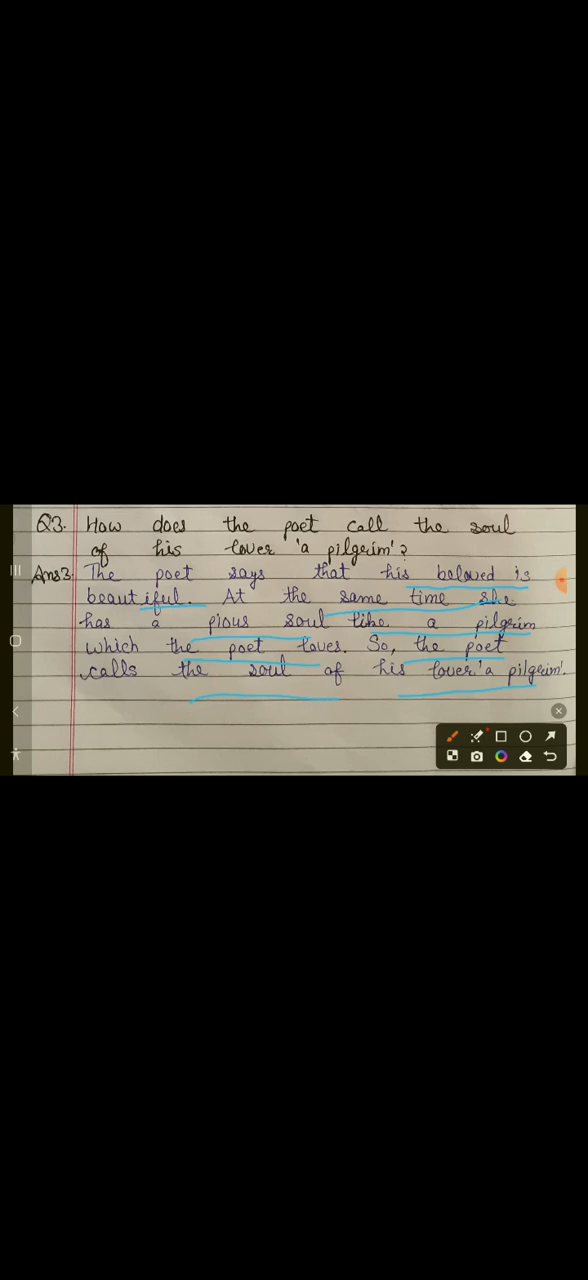 Q3. How does the poet call the soul
of his lover 'a pilgrim'?
Ans3. The poet says that his beloved is
beautiful. At the same time she
has a pious soul like a pilgrim
which the poet loves. So, the poet
calls the soul of his lover 'a pilgrim'.